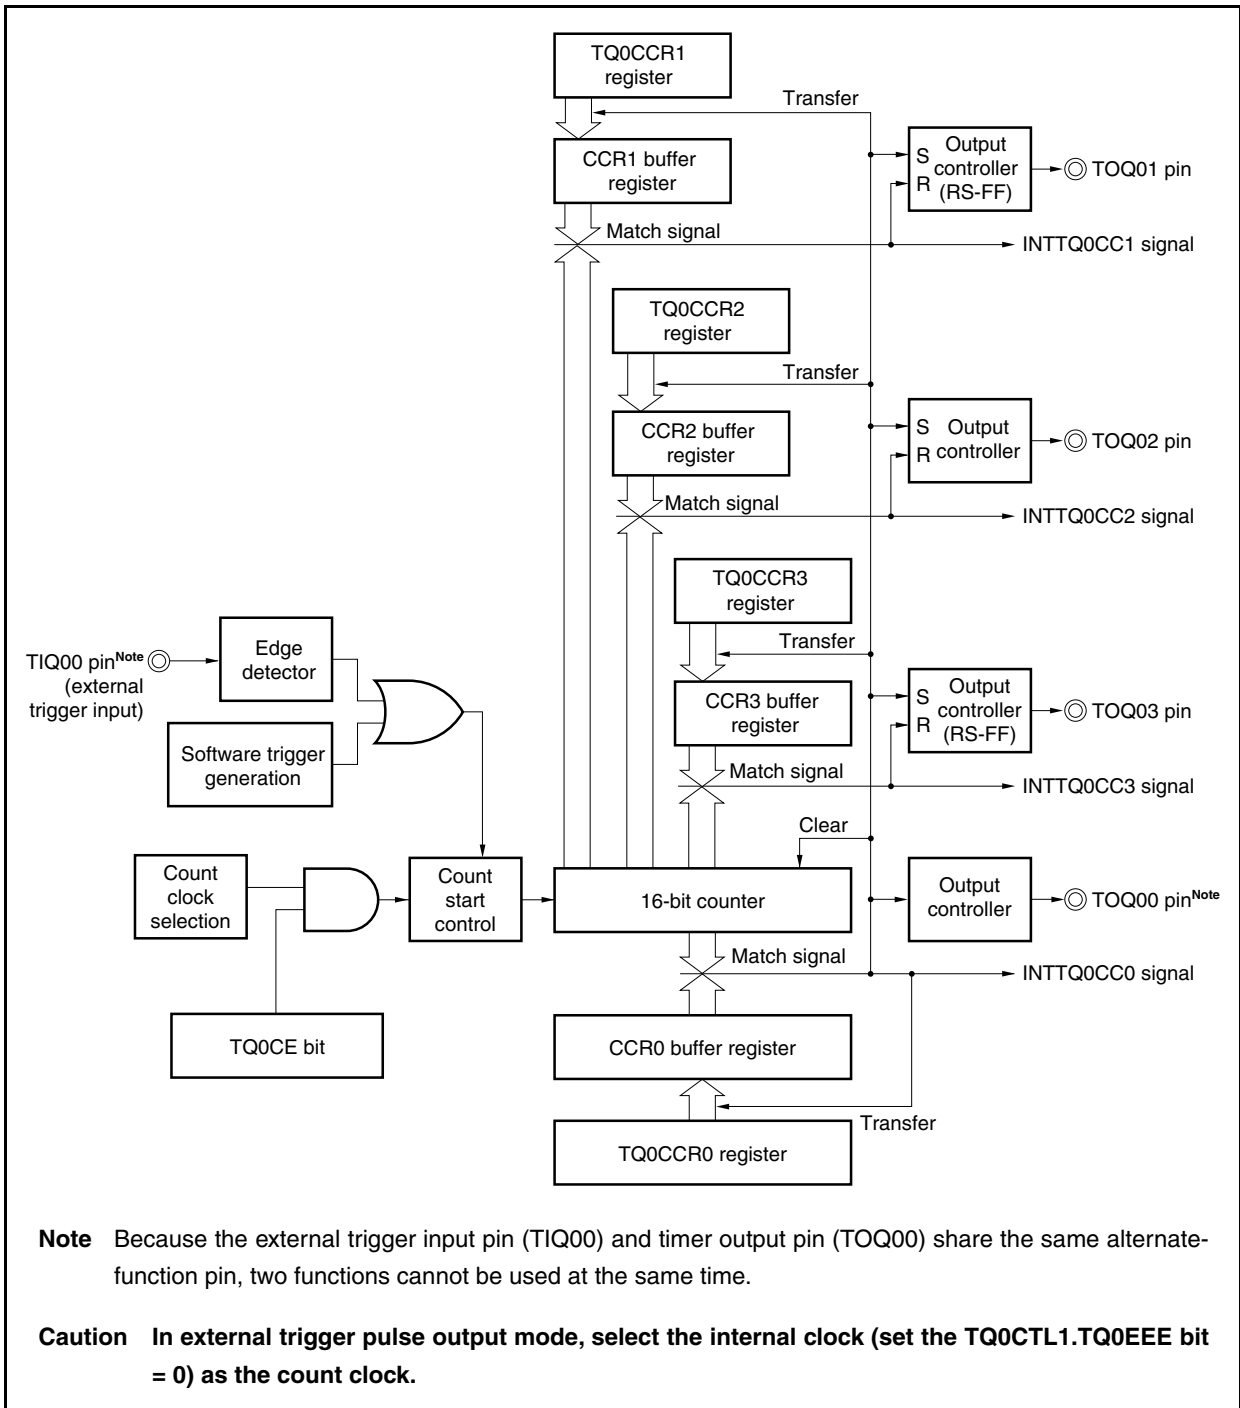 TQ0CCR1
register
Transfer
CCR1 buffer
register
S
R
Output
controller
(RS-FF)
TOQ01 pin
Match signal
INTTQ0CC1 signal
TQ0CCR2
register
Transfer
CCR2 buffer
register
S
R
Output
controller
TOQ02 pin
Match signal
INTTQ0CC2 signal
TQ0CCR3
register
Transfer
CCR3 buffer
register
S
R
Output
controller
(RS-FF)
TOQ03 pin
Match signal
INTTQ0CC3 signal
TIQ00 pinNote
(external
trigger input)
Edge
detector
Software trigger
generation
Clear
Count
clock
selection
Count
start
control
16-bit counter
Output
controller
TOQ00 pinNote
Match signal
INTTQ0CC0 signal
TQ0CE bit
CCR0 buffer register
Transfer
TQ0CCR0 register
Note Because the external trigger input pin (TIQ00) and timer output pin (TOQ00) share the same alternate-
function pin, two functions cannot be used at the same time.
Caution In external trigger pulse output mode, select the internal clock (set the TQ0CTL1.TQ0EEE bit
= 0) as the count clock.